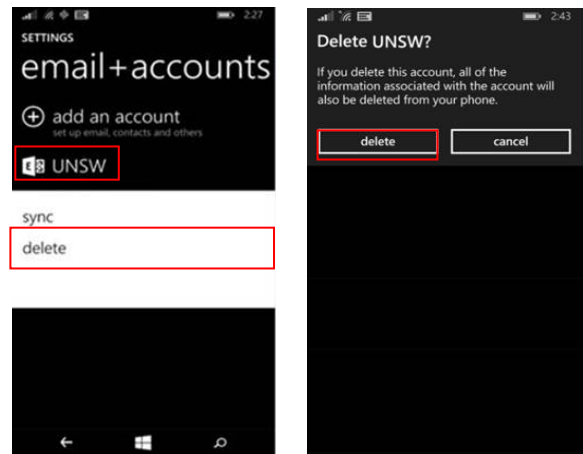 2:27
SETTINGS
email+accounts
add an account
set up email, contacts and others
E UNSW
sync
delete
2:43
Delete UNSW?
If you delete this account, all of the
information associated with the account will
also be deleted from your phone.
delete
cancel